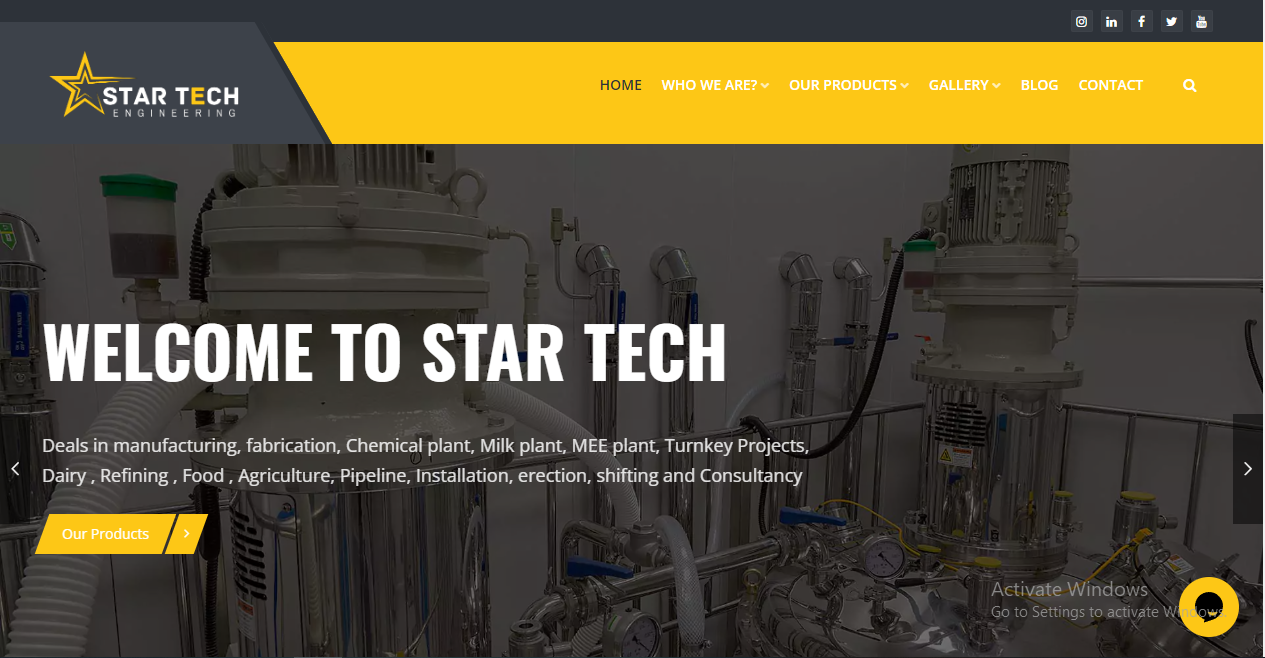 STAR TECH
ENGINEERING
HOME WHO WE ARE? OUR PRODUCTS GALLERY BLOG CONTACT
WELCOME TO STAR TECH
Deals in manufacturing, fabrication, Chemical plant, Milk plant, MEE plant, Turnkey Projects,
Dairy , Refining , Food , Agriculture, Pipeline, Installation, erection, shifting and Consultancy
Our Products
Activate Windows
Go to Settings to activate Windows.